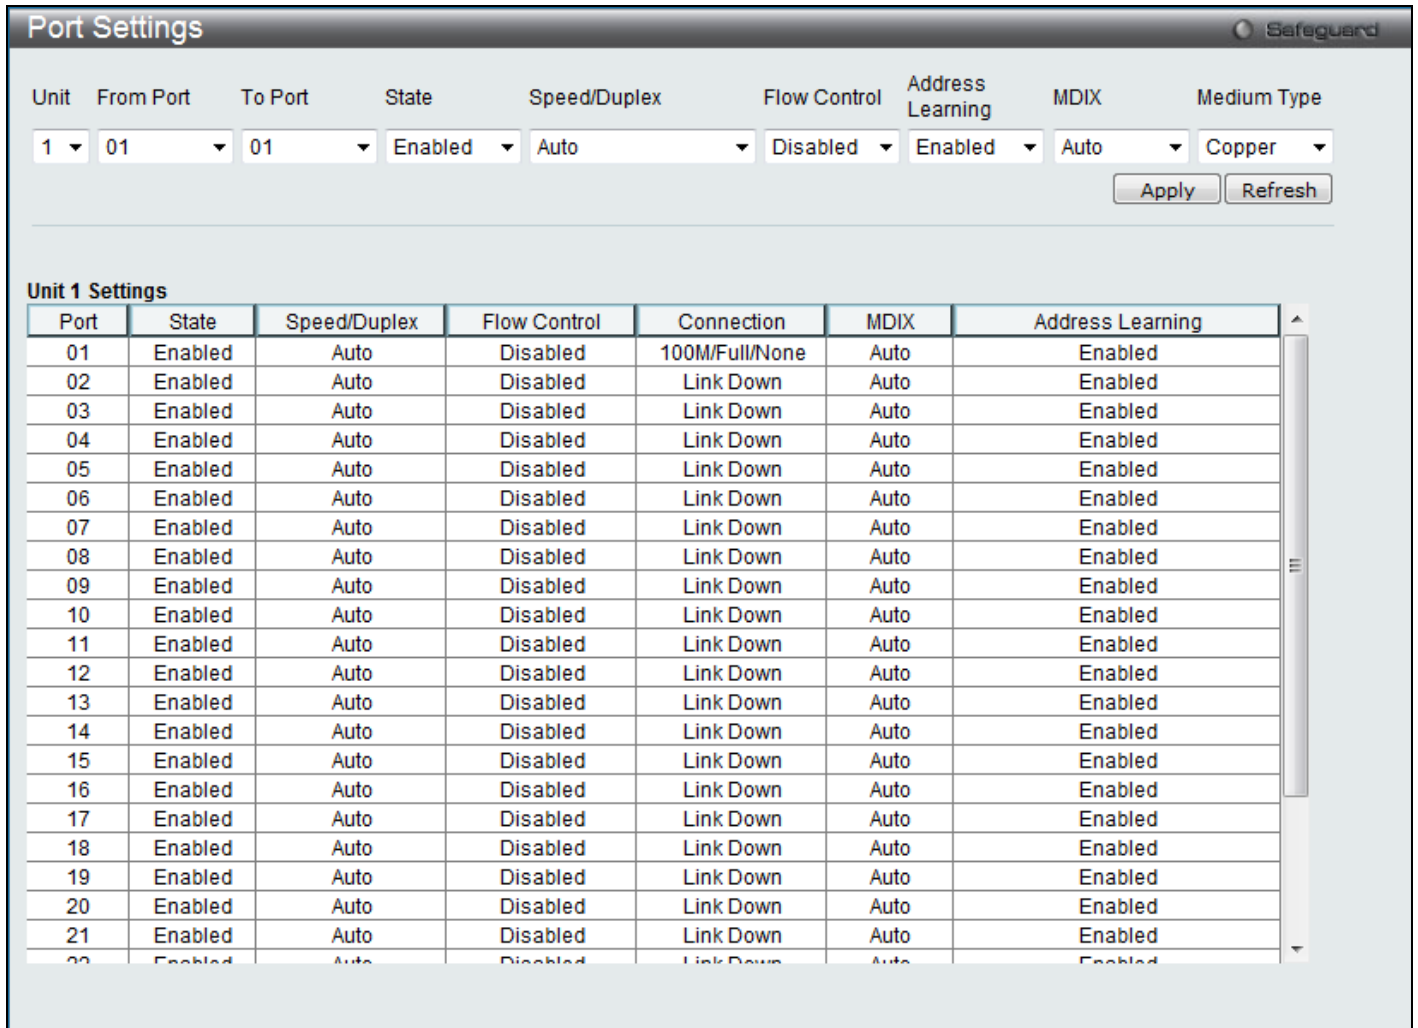 Port Settings
Safeguard
Unit From Port To Port State Speed/Duplex Flow Control Address Learning MDIX Medium Type
1 01 01 Enabled Auto Disabled Enabled Auto Copper
Apply Refresh
Unit 1 Settings
Port State Speed/Duplex Flow Control Connection MDIX Address Learning
01 Enabled Auto Disabled 100M/Full/None Auto Enabled
02 Enabled Auto Disabled Link Down Auto Enabled
03 Enabled Auto Disabled Link Down Auto Enabled
04 Enabled Auto Disabled Link Down Auto Enabled
05 Enabled Auto Disabled Link Down Auto Enabled
06 Enabled Auto Disabled Link Down Auto Enabled
07 Enabled Auto Disabled Link Down Auto Enabled
08 Enabled Auto Disabled Link Down Auto Enabled
09 Enabled Auto Disabled Link Down Auto Enabled
10 Enabled Auto Disabled Link Down Auto Enabled
11 Enabled Auto Disabled Link Down Auto Enabled
12 Enabled Auto Disabled Link Down Auto Enabled
13 Enabled Auto Disabled Link Down Auto Enabled
14 Enabled Auto Disabled Link Down Auto Enabled
15 Enabled Auto Disabled Link Down Auto Enabled
16 Enabled Auto Disabled Link Down Auto Enabled
17 Enabled Auto Disabled Link Down Auto Enabled
18 Enabled Auto Disabled Link Down Auto Enabled
19 Enabled Auto Disabled Link Down Auto Enabled
20 Enabled Auto Disabled Link Down Auto Enabled
21 Enabled Auto Disabled Link Down Auto Enabled
22 Enabled Auto Disabled Link Down Auto Enabled